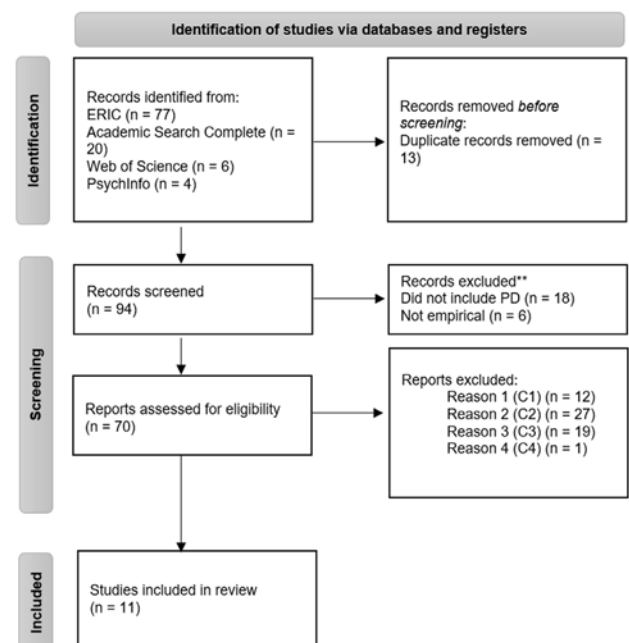 Identification of studies via databases and registers
Identification
Records identified from:
ERIC (n = 77)
Academic Search Complete (n =
20)
Web of Science (n = 6)
PsychInfo (n = 4)
Records removed before
screening:
Duplicate records removed (n =
13)
Screening
Records screened
(n = 94)
Records excluded**
Did not include PD (n = 18)
Not empirical (n = 6)
Reports assessed for eligibility
(n = 70)
Reports excluded:
Reason 1 (C1) (n = 12)
Reason 2 (C2) (n = 27)
Reason 3 (C3) (n = 19)
Reason 4 (C4) (n = 1)
Included
Studies included in review
(n = 11)